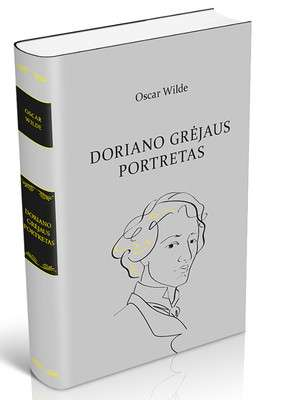 OSCAR
WILDE
DORIANO
GRĖJAUS
PORTRETAS
Oscar Wilde
DORIANO GRĖJAUS
PORTRETAS